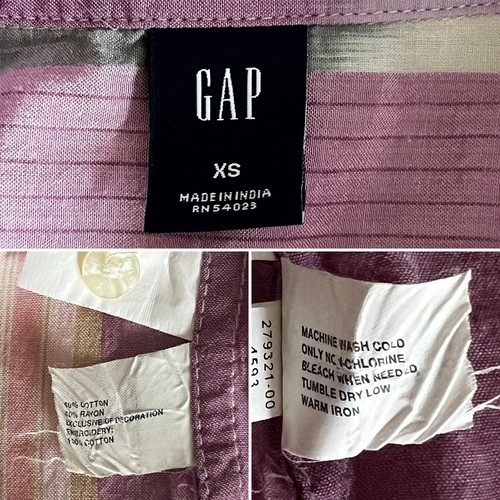 GAP
XS
MADE IN INDIA
RN 54023
60% COTTON
40% RAYON
EXCLUSIVE OF DECORATION
EMBROIDERY:
100% COTTON
279321-00
MACHINE WASH COLD
ONLY NON-CHLORINE
BLEACH WHEN NEEDED
TUMBLE DRY LOW
WARM IRON